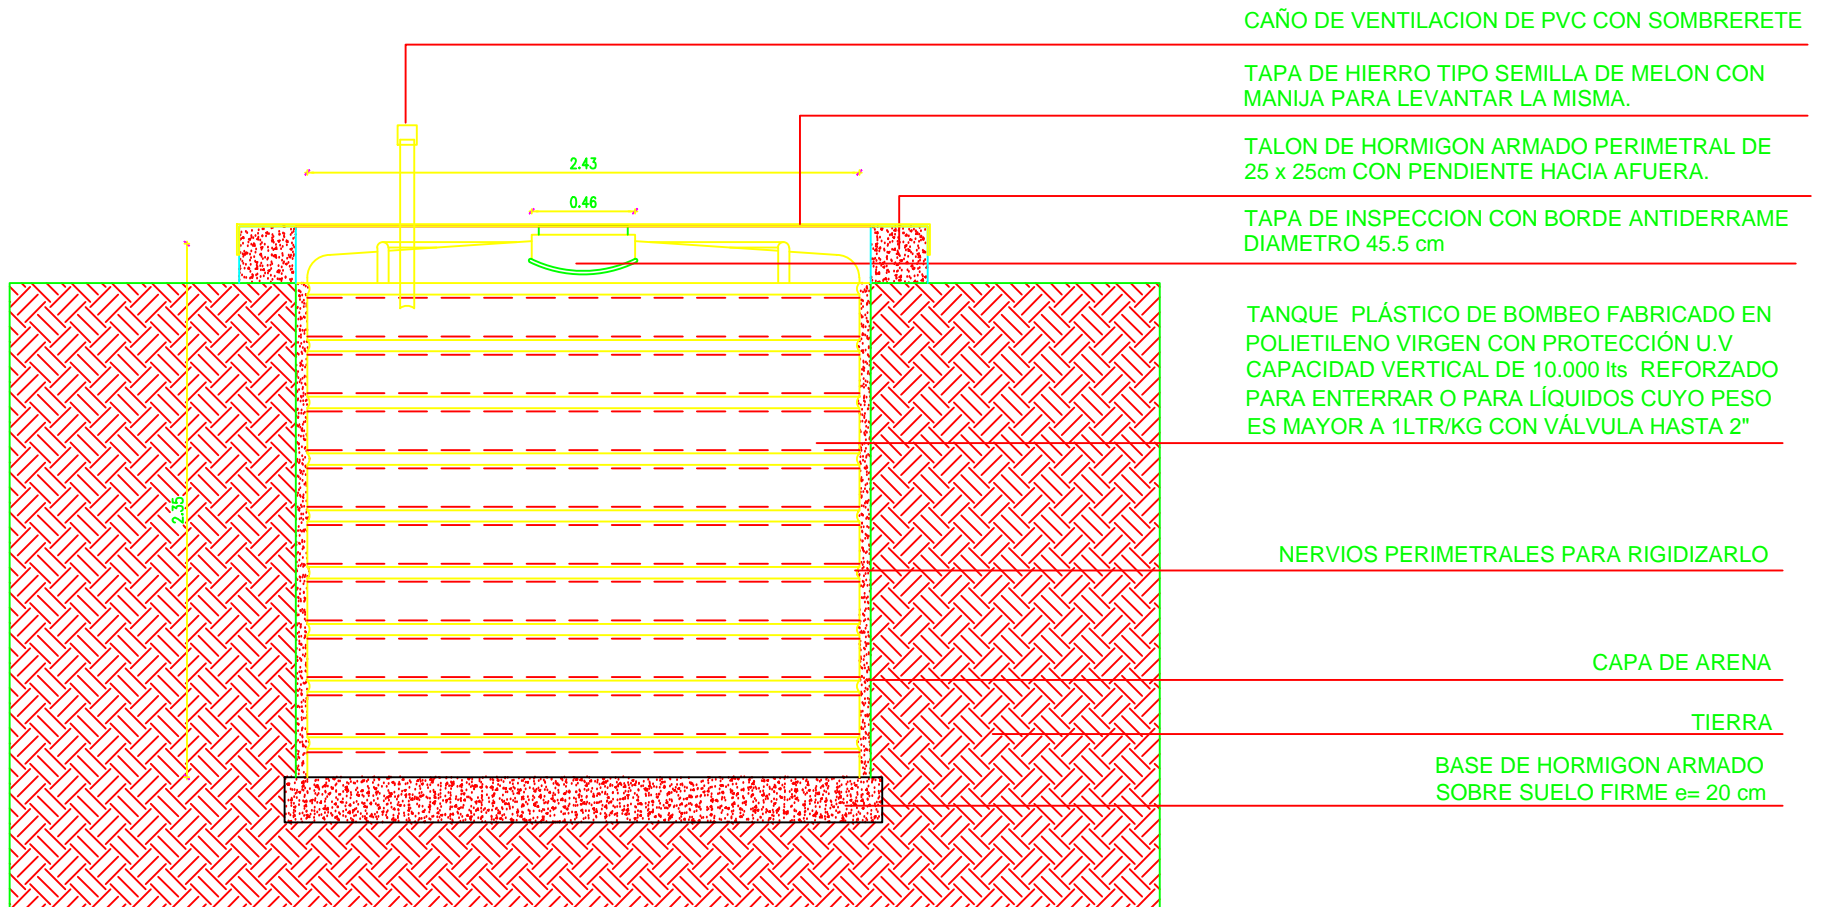 CAÑO DE VENTILACION DE PVC CON SOMBRERETE
TAPA DE HIERRO TIPO SEMILLA DE MELON CON
MANIJA PARA LEVANTAR LA MISMA.
TALON DE HORMIGON ARMADO PERIMETRAL DE
25 x 25cm CON PENDIENTE HACIA AFUERA.
TAPA DE INSPECCION CON BORDE ANTIDERRAME
DIAMETRO 45.5 cm
TANQUE PLÁSTICO DE BOMBEO FABRICADO EN
POLIETILENO VIRGEN CON PROTECCIÓN U.V
CAPACIDAD VERTICAL DE 10.000 lts REFORZADO
PARA ENTERRAR O PARA LÍQUIDOS CUYO PESO
ES MAYOR A 1LTR/KG CON VÁLVULA HASTA 2"
NERVIOS PERIMETRALES PARA RIGIDIZARLO
CAPA DE ARENA
TIERRA
BASE DE HORMIGON ARMADO
SOBRE SUELO FIRME e= 20 cm
2.43
0.46
2.35